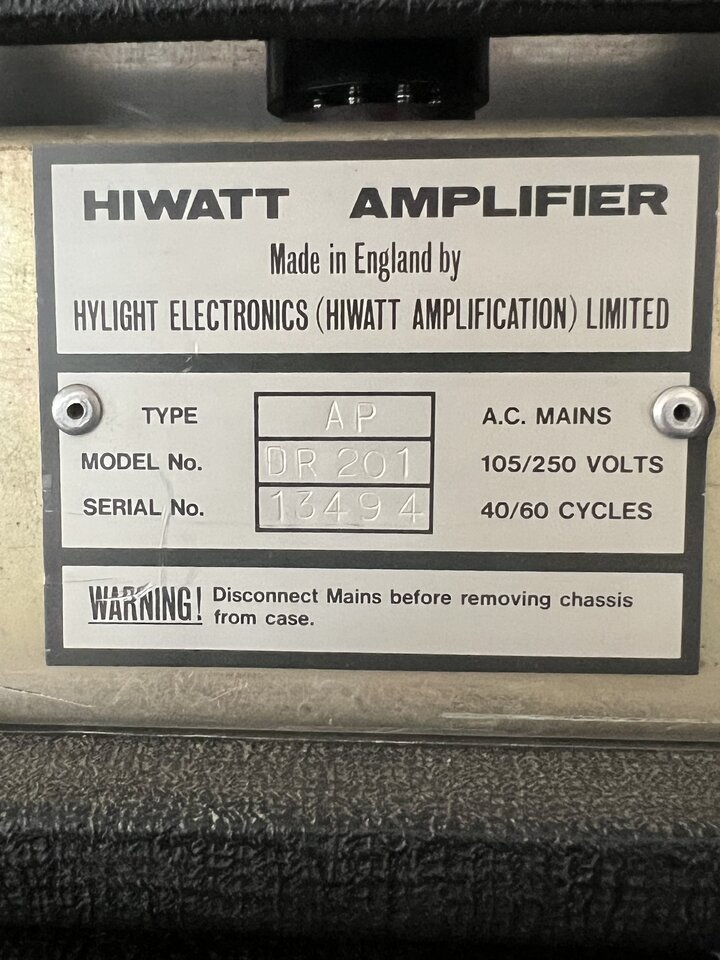 HIWATT AMPLIFIER
Made in England by
HYLIGHT ELECTRONICS (HIWATT AMPLIFICATION) LIMITED
TYPE AP A.C. MAINS
MODEL No. DR 201 105/250 VOLTS
SERIAL No. 13494 40/60 CYCLES
WARNING! Disconnect Mains before removing chassis
from case.